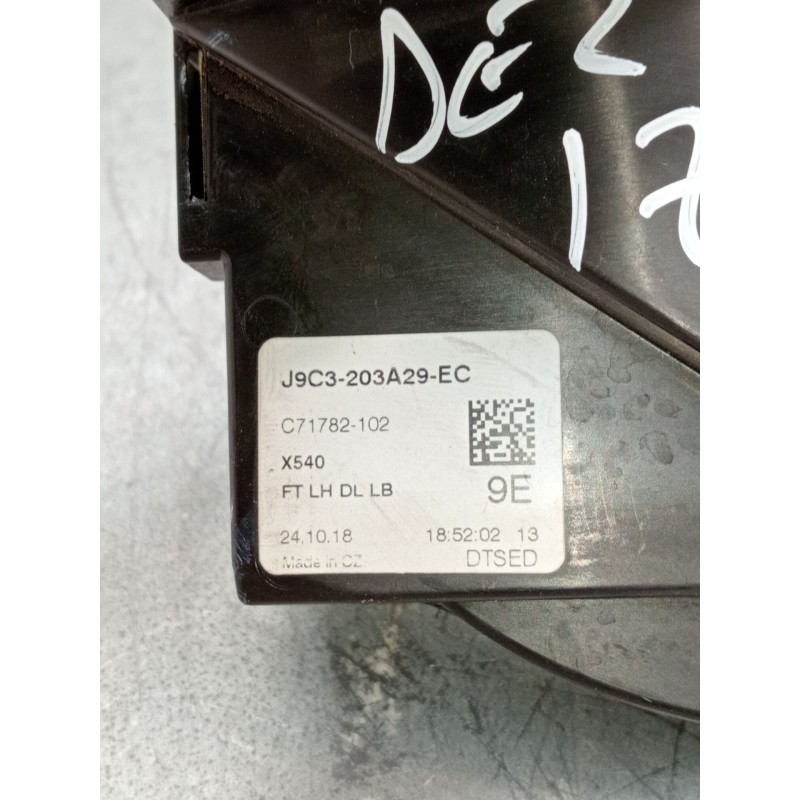 DER
17
J9C3-203A29-EC
C71782-102
X540
FT LH DL LB
9E
24.10.18 18:52:02 13
Made in CZ DTSED